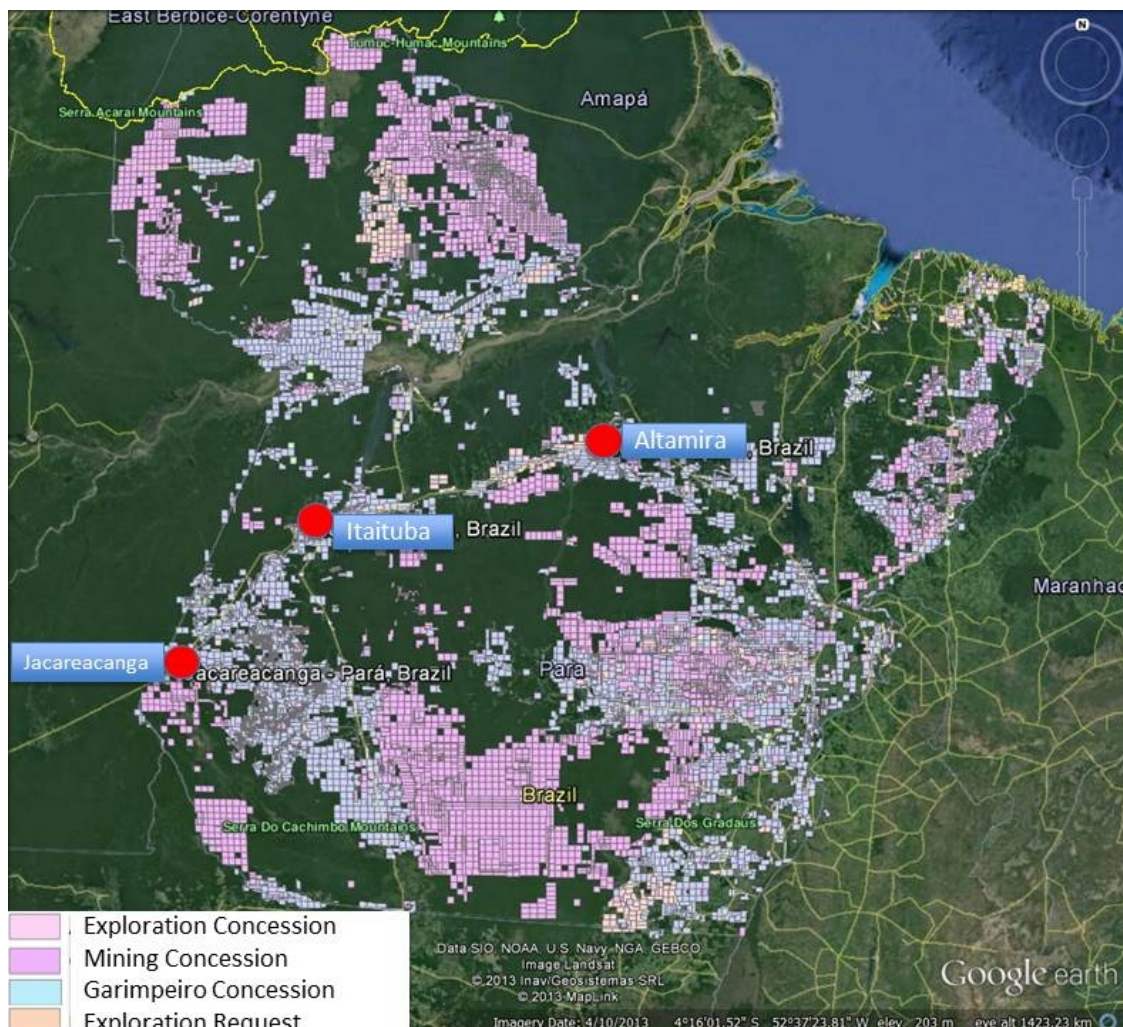 East Berbice-Corentyne
Tumuc-Humac Mountains
N
Serra Acarai Mountains
Amapá
Altamira
, Brazil
Itaituba
, Brazil
Maranhao
Jacareacanga
acareacanga - Pará, Brazil
Para
Brazil
Serra Do Cachimbo Mountains
Serra Dos Gradaus
Exploration Concession
Mining Concession
Garimpeiro Concession
Exploration Request
Data SIO, NOAA, U.S. Navy, NGA, GEBCO
Image Landsat
© 2013 Inav/Geosistemas SRL
© 2013 MapLink
Google earth
Imagery Date: 4/10/2013 4°16'01.52" S 52°37'23.81" W elev 203 m eye alt 1423.23 km